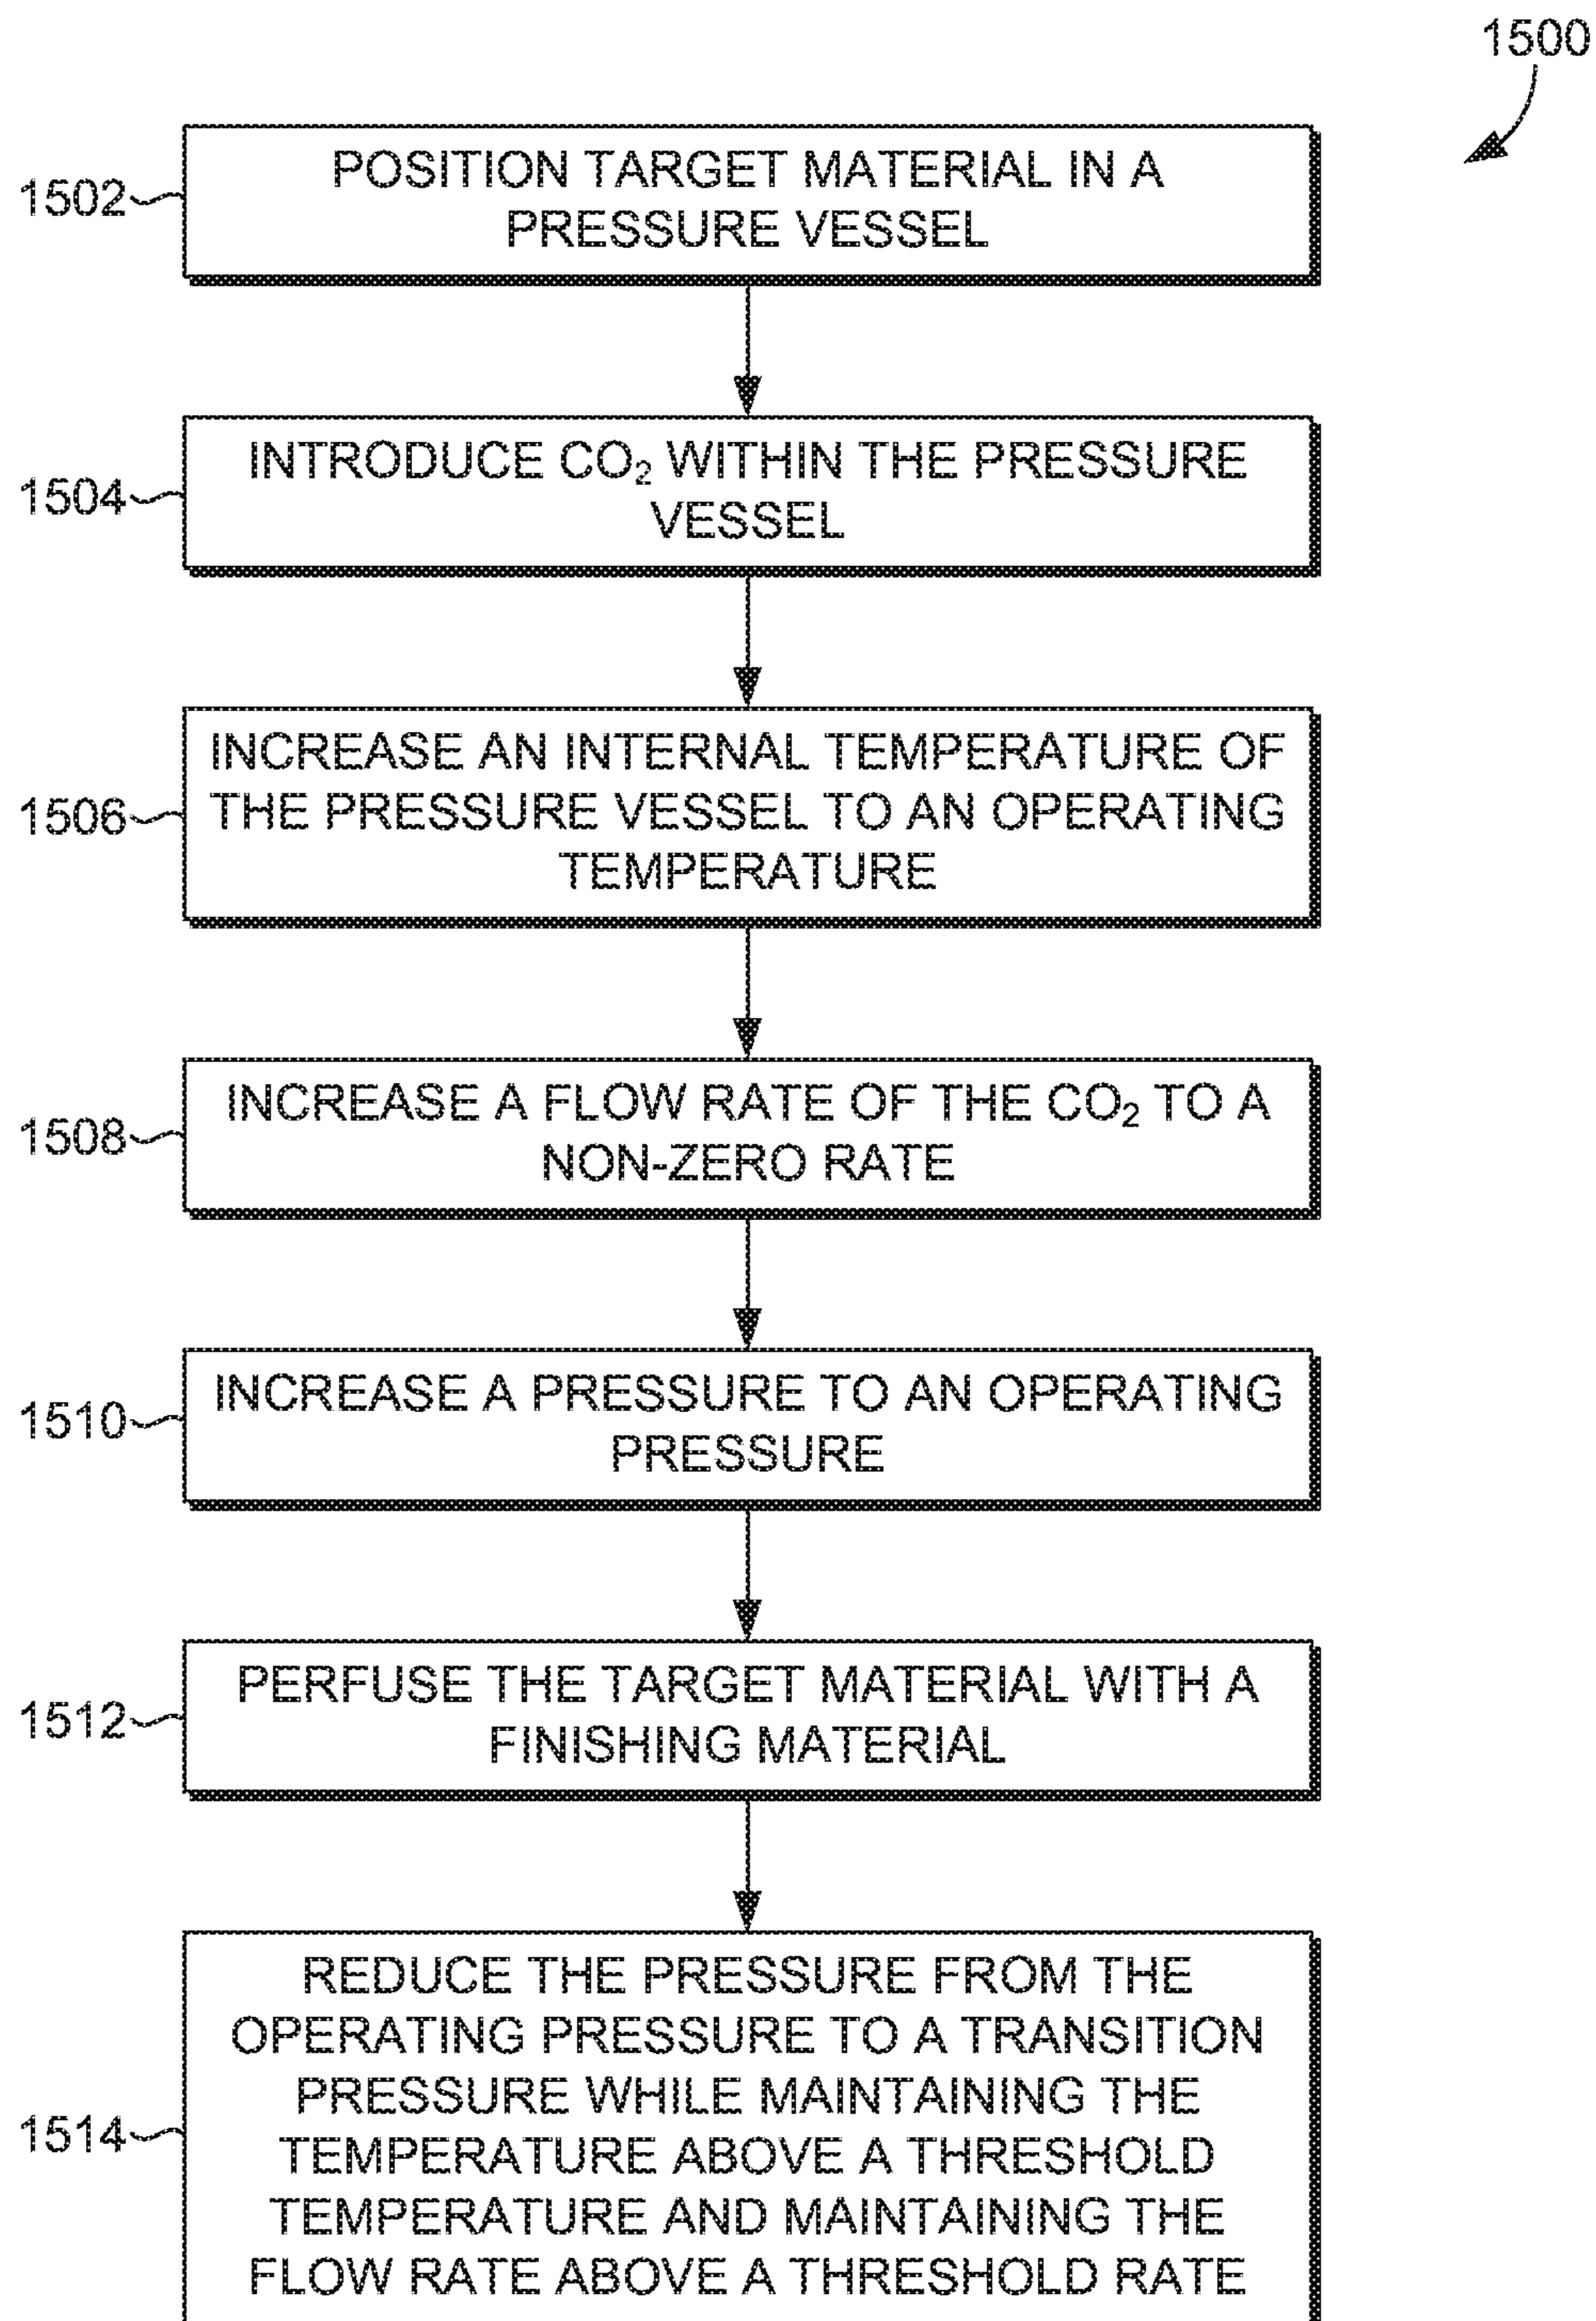 1500
1502
POSITION TARGET MATERIAL IN A
PRESSURE VESSEL
1504
INTRODUCE CO₂ WITHIN THE PRESSURE
VESSEL
1506
INCREASE AN INTERNAL TEMPERATURE OF
THE PRESSURE VESSEL TO AN OPERATING
TEMPERATURE
1508
INCREASE A FLOW RATE OF THE CO₂ TO A
NON-ZERO RATE
1510
INCREASE A PRESSURE TO AN OPERATING
PRESSURE
1512
PERFUSE THE TARGET MATERIAL WITH A
FINISHING MATERIAL
1514
REDUCE THE PRESSURE FROM THE
OPERATING PRESSURE TO A TRANSITION
PRESSURE WHILE MAINTAINING THE
TEMPERATURE ABOVE A THRESHOLD
TEMPERATURE AND MAINTAINING THE
FLOW RATE ABOVE A THRESHOLD RATE